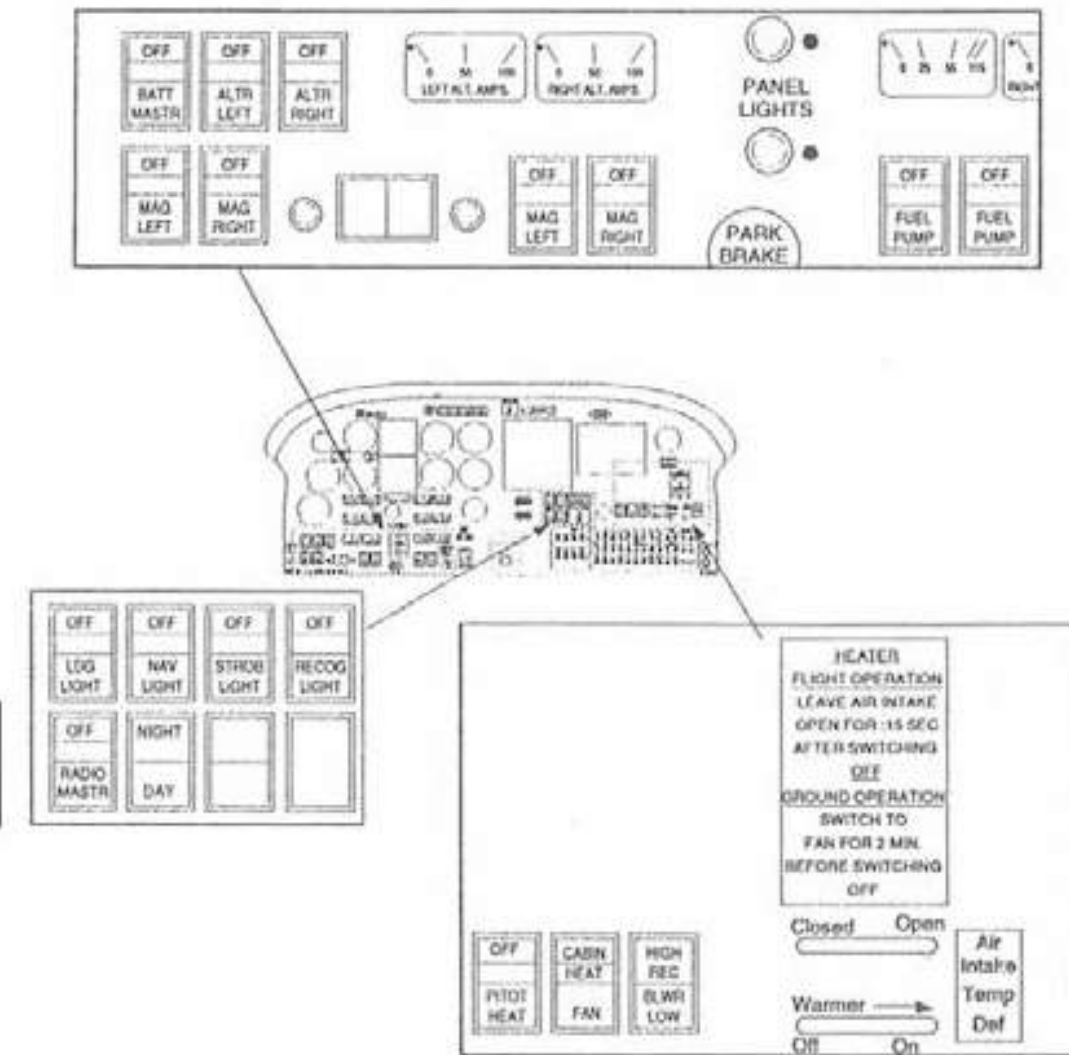 OFF OFF OFF
BATT MASTR
ALTR LEFT
ALTR RIGHT
0 50 100
LEFT ALT. AMPS.
0 50 100
RIGHT ALT. AMPS
PANEL
LIGHTS
0 25 55 115
0
OFF OFF
MAG LEFT
MAG RIGHT
OFF OFF
MAG LEFT
MAG RIGHT
PARK
BRAKE
OFF OFF
FUEL PUMP
FUEL PUMP
OFF OFF OFF OFF
LDG LIGHT
NAV LIGHT
STROB LIGHT
RECOG LIGHT
OFF
RADIO MASTR
NIGHT
DAY
HEATER
FLIGHT OPERATION
LEAVE AIR INTAKE
OPEN FOR :15 SEC
AFTER SWITCHING
OFF
GROUND OPERATION
SWITCH TO
FAN FOR 2 MIN.
BEFORE SWITCHING
OFF
Closed Open
Air
Intake
Warmer
Temp
Def
Off On
OFF
PITOT HEAT
CABIN HEAT
FAN
HIGH REC
BLWR LOW